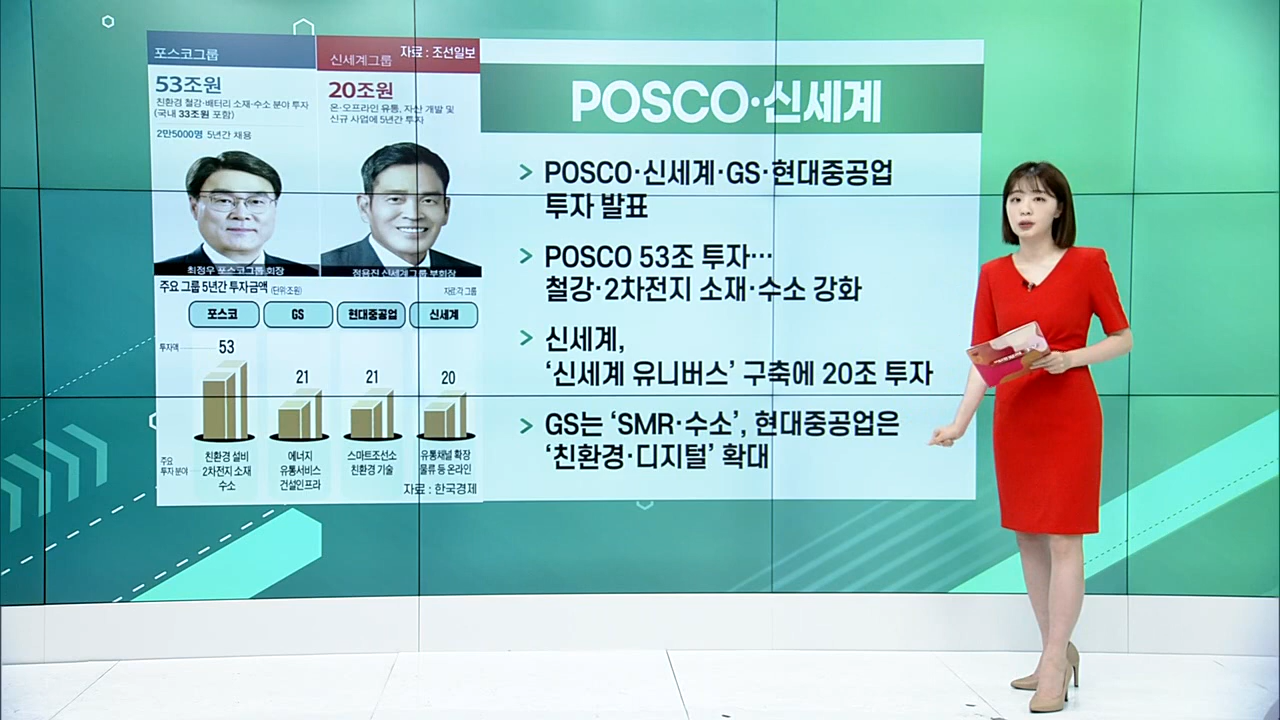 포스코그룹
53조원
친환경 철강·배터리 소재·수소 분야 투자
(국내 33조원 포함)
2만5000명 5년간 채용
최정우 포스코그룹 회장
신세계그룹
자료 : 조선일보
20조원
온·오프라인 유통, 자산 개발 및
신규 사업에 5년간 투자
정용진 신세계그룹 부회장
주요 그룹 5년간 투자금액 (단위:조원)
자료:각 그룹
포스코 GS 현대중공업 신세계
투자액 53 21 21 20
주요
투자 분야
친환경 설비
2차전지 소재
수소
에너지
유통서비스
건설인프라
스마트조선소
친환경 기술
유통채널 확장
물류 등 온라인
자료 : 한국경제
POSCO·신세계
> POSCO·신세계·GS·현대중공업
투자 발표
> POSCO 53조 투자…
철강·2차전지 소재·수소 강화
> 신세계,
‘신세계 유니버스’ 구축에 20조 투자
> GS는 ‘SMR·수소’, 현대중공업은
‘친환경·디지털’ 확대